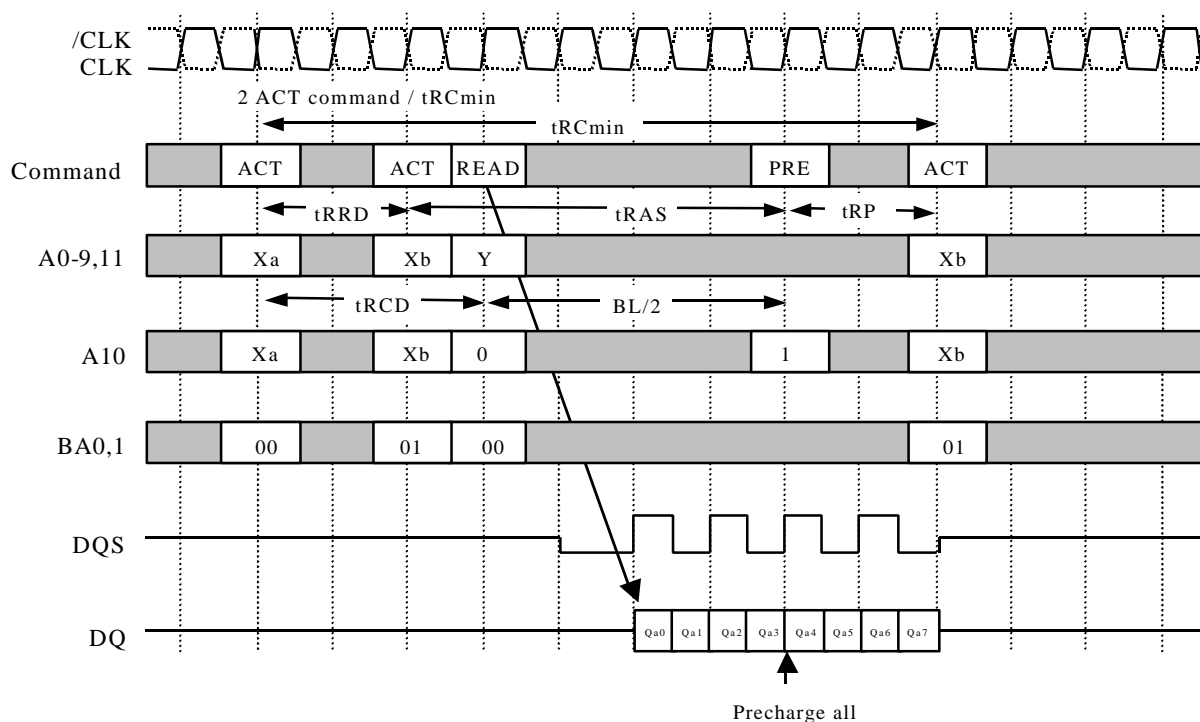 /CLK
CLK
2 ACT command / tRCmin
tRCmin
Command ACT ACT READ PRE ACT
tRRD tRAS tRP
A0-9,11 Xa Xb Y Xb
tRCD BL/2
A10 Xa Xb 0 1 Xb
BA0,1 00 01 00 01
DQS
DQ Qa0 Qa1 Qa2 Qa3 Qa4 Qa5 Qa6 Qa7
Precharge all